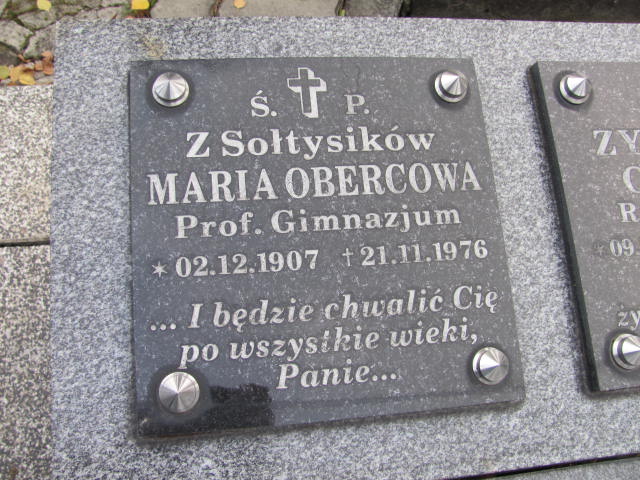 Ś. P.
Z Sołtysików
MARIA OBERCOWA
Prof. Gimnazjum
* 02.12.1907 † 21.11.1976
... I będzie chwalić Cię
po wszystkie wieki,
Panie...